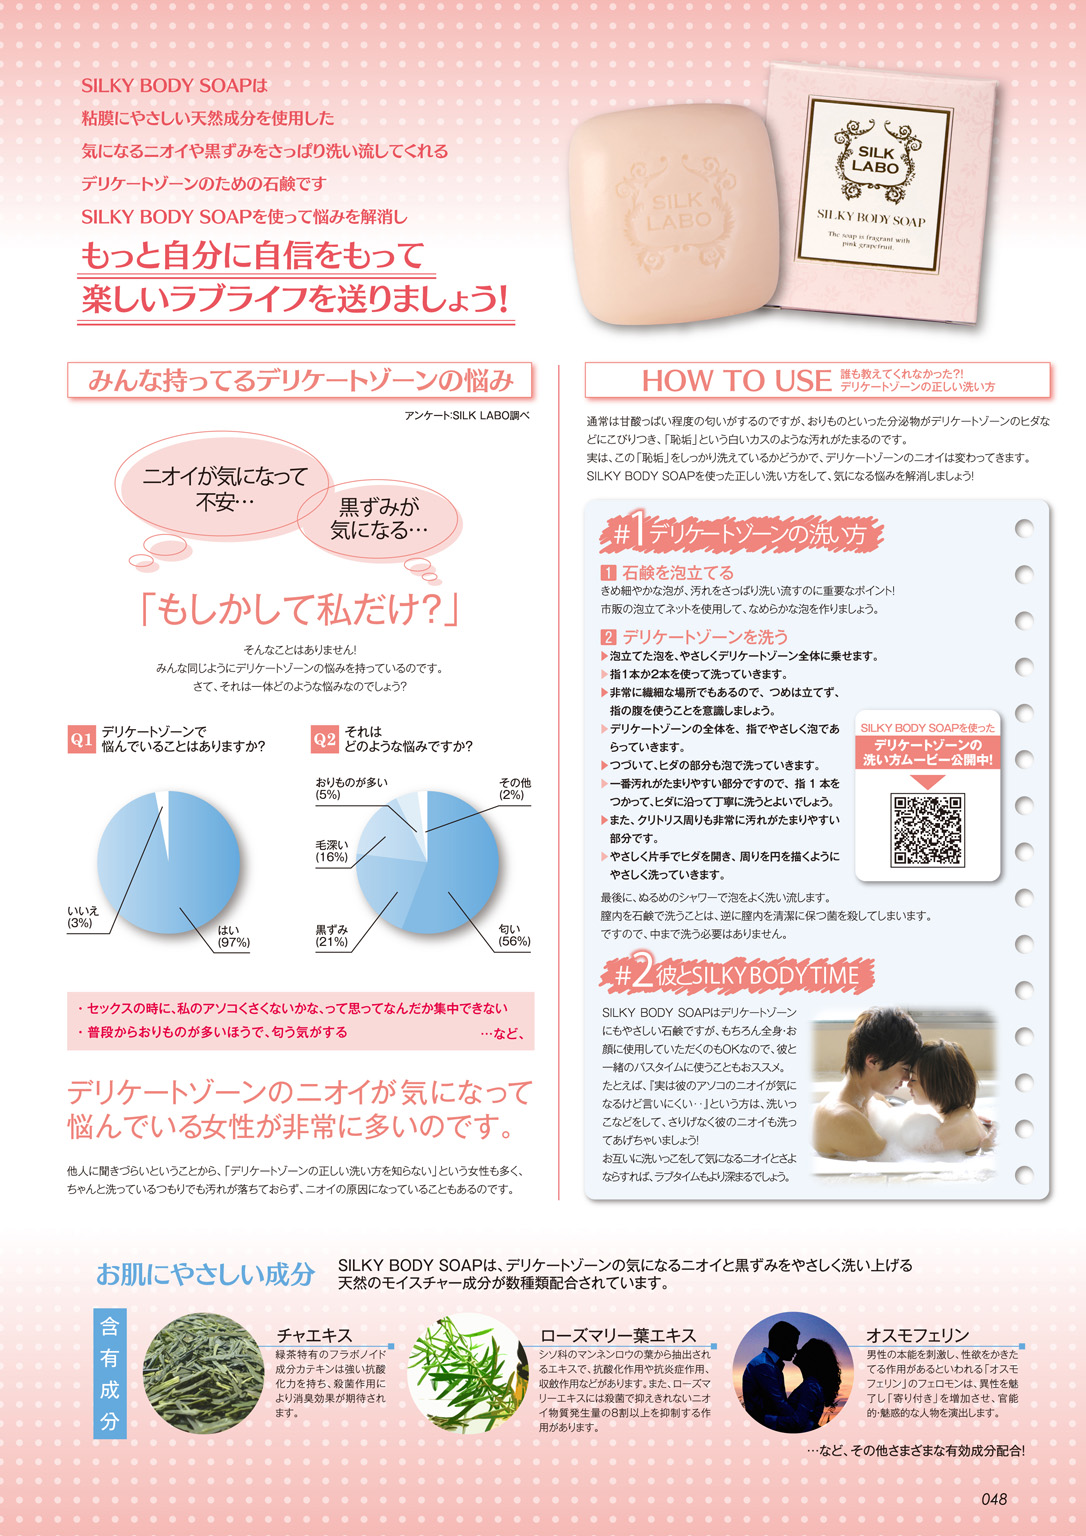 SILKY BODY SOAPは
粘膜にやさしい天然成分を使用した
気になるニオイや黒ずみをさっぱり洗い流してくれる
デリケートゾーンのための石鹸です
SILKY BODY SOAPを使って悩みを解消し
もっと自分に自信をもって
楽しいラブライフを送りましょう!
SILK
LABO
SILK
LABO
SILKY BODY SOAP
The soap is fragrant with
pink grapefruit.
みんな持ってるデリケートゾーンの悩み
アンケート:SILK LABO調べ
ニオイが気になって
不安…
黒ずみが
気になる…
「もしかして私だけ?」
そんなことはありません!
みんな同じようにデリケートゾーンの悩みを持っているのです。
さて、それは一体どのような悩みなのでしょう?
Q1 デリケートゾーンで
悩んでいることはありますか?
いいえ
(3%)
はい
(97%)
Q2 それは
どのような悩みですか?
おりものが多い
(5%)
その他
(2%)
毛深い
(16%)
黒ずみ
(21%)
匂い
(56%)
・セックスの時に、私のアソコくさくないかな、って思ってなんだか集中できない
・普段からおりものが多いほうで、匂う気がする
…など、
デリケートゾーンのニオイが気になって
悩んでいる女性が非常に多いのです。
他人に聞きづらいということから、「デリケートゾーンの正しい洗い方を知らない」という女性も多く、
ちゃんと洗っているつもりでも汚れが落ちておらず、ニオイの原因になっていることもあるのです。
HOW TO USE 誰も教えてくれなかった?!
デリケートゾーンの正しい洗い方
通常は甘酸っぱい程度の匂いがするのですが、おりものといった分泌物がデリケートゾーンのヒダな
どにこびりつき、「恥垢」という白いカスのような汚れがたまるのです。
実は、この「恥垢」をしっかり洗えているかどうかで、デリケートゾーンのニオイは変わってきます。
SILKY BODY SOAPを使った正しい洗い方をして、気になる悩みを解消しましょう!
#1デリケートゾーンの洗い方
1 石鹸を泡立てる
きめ細やかな泡が、汚れをさっぱり洗い流すのに重要なポイント!
市販の泡立てネットを使用して、なめらかな泡を作りましょう。
2 デリケートゾーンを洗う
▶泡立てた泡を、やさしくデリケートゾーン全体に乗せます。
▶指1本か2本を使って洗っていきます。
▶非常に繊細な場所でもあるので、つめは立てず、
指の腹を使うことを意識しましょう。
▶デリケートゾーンの全体を、指でやさしく泡であ
らっていきます。
▶つづいて、ヒダの部分も泡で洗っていきます。
▶一番汚れがたまりやすい部分ですので、指1本を
つかって、ヒダに沿って丁寧に洗うとよいでしょう。
▶また、クリトリス周りも非常に汚れがたまりやすい
部分です。
▶やさしく片手でヒダを開き、周りを円を描くように
やさしく洗っていきます。
SILKY BODY SOAPを使った
デリケートゾーンの
洗い方ムービー公開中!
最後に、ぬるめのシャワーで泡をよく洗い流します。
膣内を石鹸で洗うことは、逆に膣内を清潔に保つ菌を殺してしまいます。
ですので、中まで洗う必要はありません。
#2彼とSILKY BODY TIME
SILKY BODY SOAPはデリケートゾーン
にもやさしい石鹸ですが、もちろん全身・お
顔に使用していただくのもOKなので、彼と
一緒のバスタイムに使うこともおススメ。
たとえば、『実は彼のアソコのニオイが気に
なるけど言いにくい‥』という方は、洗いっ
こなどをして、さりげなく彼のニオイも洗っ
てあげちゃいましょう!
お互いに洗いっこをして気になるニオイとさよ
ならすれば、ラブタイムもより深まるでしょう。
お肌にやさしい成分
SILKY BODY SOAPは、デリケートゾーンの気になるニオイと黒ずみをやさしく洗い上げる
天然のモイスチャー成分が数種類配合されています。
含有成分
チャエキス
緑茶特有のフラボノイド
成分カテキンは強い抗酸
化力を持ち、殺菌作用に
より消臭効果が期待され
ます。
ローズマリー葉エキス
シソ科のマンネンロウの葉から抽出され
るエキスで、抗酸化作用や抗炎症作用、
収斂作用などがあります。また、ローズマ
リーエキスには殺菌で抑えきれないニオ
イ物質発生量の8割以上を抑制する作
用があります。
オスモフェリン
男性の本能を刺激し、性欲をかきた
てる作用があるといわれる「オスモ
フェリン」のフェロモンは、異性を魅
了し「寄り付き」を増加させ、官能
的・魅惑的な人物を演出します。
…など、その他さまざまな有効成分配合!
048